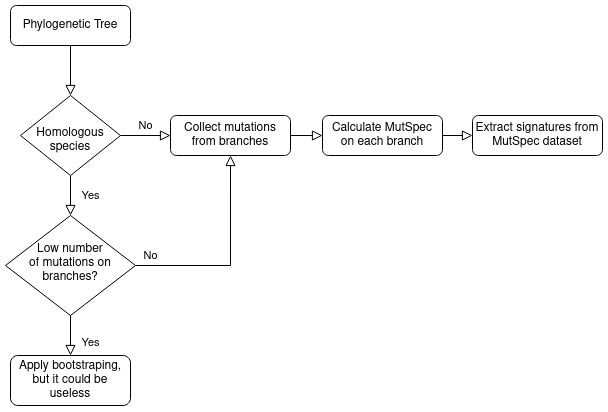 Phylogenetic Tree
Homologous
species
No
Collect mutations
from branches
Calculate MutSpec
on each branch
Extract signatures from
MutSpec dataset
Yes
Low number
of mutations on
branches?
No
Yes
Apply bootstraping,
but it could be
useless